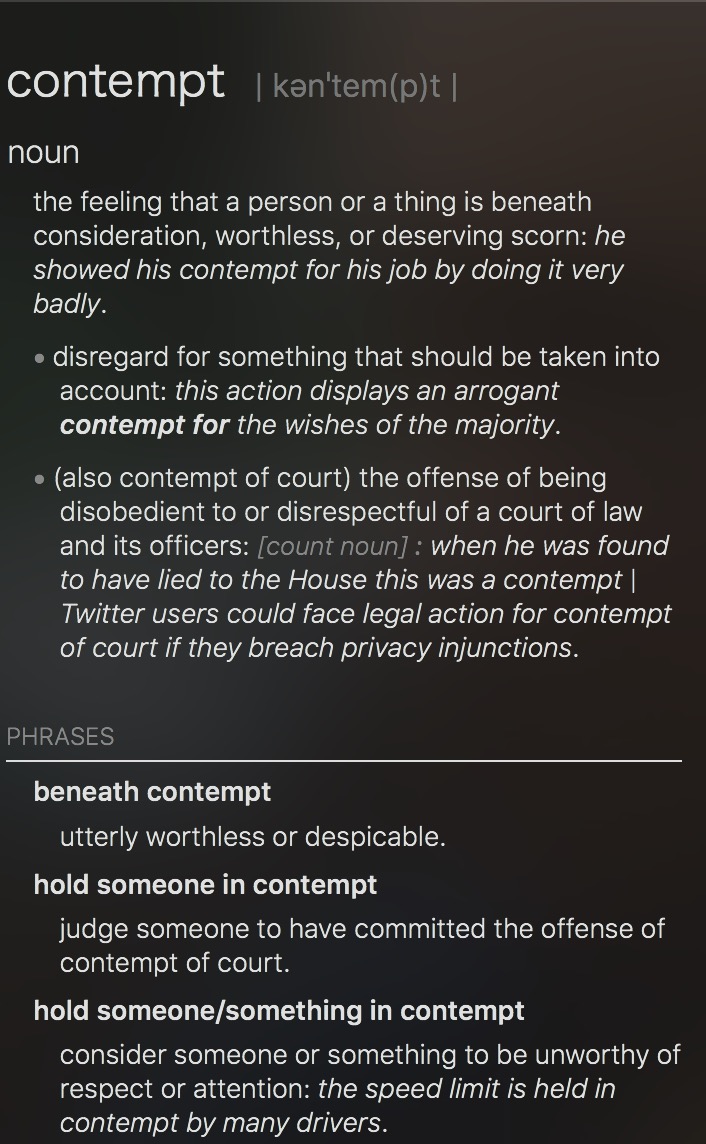 contempt | kən'tem(p)t |
noun
the feeling that a person or a thing is beneath
consideration, worthless, or deserving scorn: he
showed his contempt for his job by doing it very
badly.
• disregard for something that should be taken into
account: this action displays an arrogant
contempt for the wishes of the majority.
• (also contempt of court) the offense of being
disobedient to or disrespectful of a court of law
and its officers: [count noun] : when he was found
to have lied to the House this was a contempt |
Twitter users could face legal action for contempt
of court if they breach privacy injunctions.
PHRASES
beneath contempt
utterly worthless or despicable.
hold someone in contempt
judge someone to have committed the offense of
contempt of court.
hold someone/something in contempt
consider someone or something to be unworthy of
respect or attention: the speed limit is held in
contempt by many drivers.